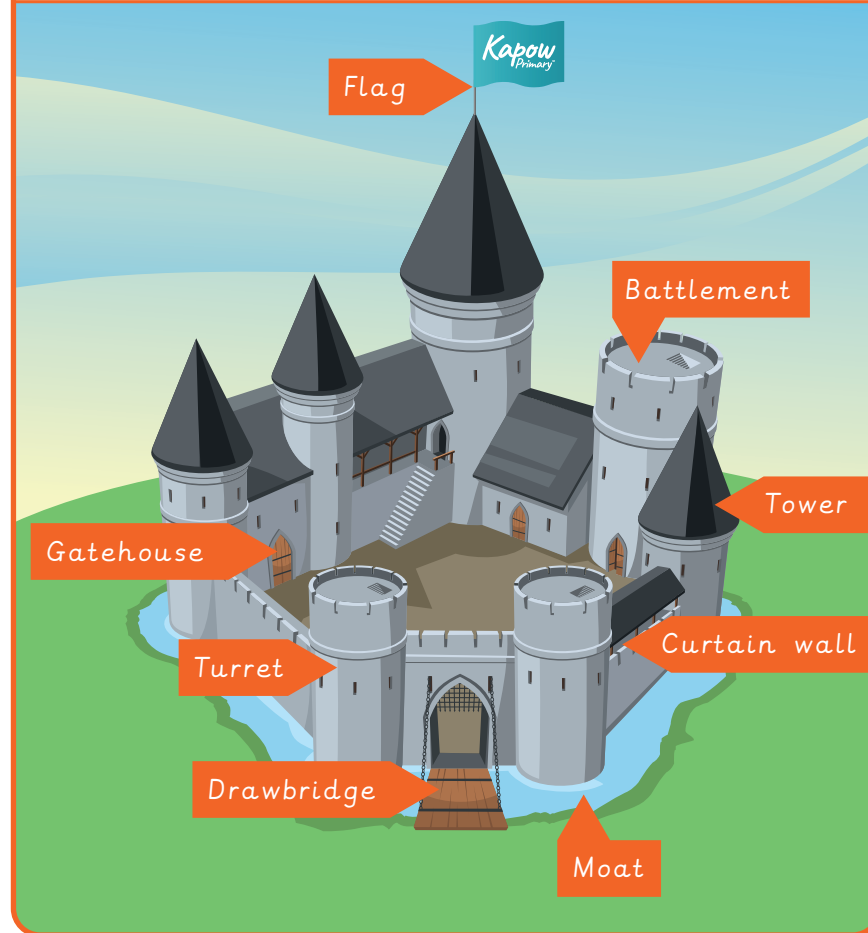 Kapow
Primary
Flag
Battlement
Tower
Gatehouse
Curtain wall
Turret
Drawbridge
Moat